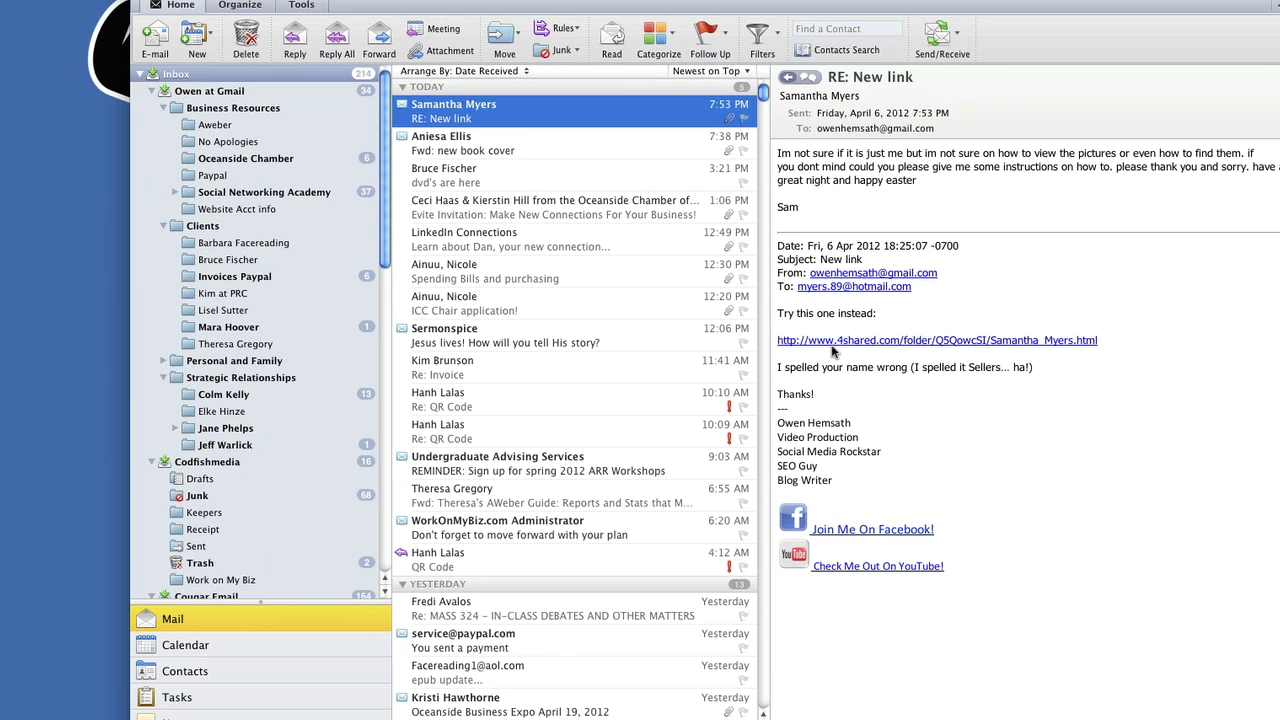 Home
Organize
Tools
E-mail
New
Delete
Reply
Reply All
Forward
Meeting
Attachment
Move
Rules
Junk
Read
Categorize
Follow Up
Filters
Find a Contact
Contacts Search
Send/Receive
Inbox 214
Owen at Gmail 34
Business Resources
Aweber
No Apologies
Oceanside Chamber 6
Paypal
Social Networking Academy 37
Website Acct info
Clients
Barbara Facereading
Bruce Fischer
Invoices Paypal 6
Kim at PRC
Lisel Sutter
Mara Hoover 1
Theresa Gregory
Personal and Family
Strategic Relationships
Colm Kelly 13
Elke Hinze
Jane Phelps
Jeff Warlick 1
Codfishmedia 16
Drafts
Junk 68
Keepers
Receipt
Sent
Trash 2
Work on My Biz
Cougar Email 164
Mail
Calendar
Contacts
Tasks
Arrange By: Date Received
Newest on Top
TODAY 5
Samantha Myers 7:53 PM
RE: New link
Aniesa Ellis 7:38 PM
Fwd: new book cover
Bruce Fischer 3:21 PM
dvd's are here
Ceci Haas & Kierstin Hill from the Oceanside Chamber of... 1:06 PM
Evite Invitation: Make New Connections For Your Business!
LinkedIn Connections 12:49 PM
Learn about Dan, your new connection...
Ainuu, Nicole 12:30 PM
Spending Bills and purchasing
Ainuu, Nicole 12:20 PM
ICC Chair application!
Sermonspice 12:06 PM
Jesus lives! How will you tell His story?
Kim Brunson 11:41 AM
Re: Invoice
Hanh Lalas 10:10 AM
Re: QR Code
Hanh Lalas 10:09 AM
Re: QR Code
Undergraduate Advising Services 9:03 AM
REMINDER: Sign up for spring 2012 ARR Workshops
Theresa Gregory 6:55 AM
Fwd: Theresa's AWeber Guide: Reports and Stats that M...
WorkOnMyBiz.com Administrator 6:20 AM
Don't forget to move forward with your plan
Hanh Lalas 4:12 AM
QR Code
YESTERDAY 13
Fredi Avalos Yesterday
Re: MASS 324 – IN-CLASS DEBATES AND OTHER MATTERS
service@paypal.com Yesterday
You sent a payment
Facereading1@aol.com Yesterday
epub update...
Kristi Hawthorne Yesterday
Oceanside Business Expo April 19, 2012
RE: New link
Samantha Myers
Sent: Friday, April 6, 2012 7:53 PM
To: owenhemsath@gmail.com
Im not sure if it is just me but im not sure on how to view the pictures or even how to find them. if
you dont mind could you please give me some instructions on how to. please thank you and sorry. have a
great night and happy easter
Sam
Date: Fri, 6 Apr 2012 18:25:07 -0700
Subject: New link
From: owenhemsath@gmail.com
To: myers.89@hotmail.com
Try this one instead:
http://www.4shared.com/folder/Q5QowcSI/Samantha_Myers.html
I spelled your name wrong (I spelled it Sellers... ha!)
Thanks!
---
Owen Hemsath
Video Production
Social Media Rockstar
SEO Guy
Blog Writer
Join Me On Facebook!
You Tube
Check Me Out On YouTube!